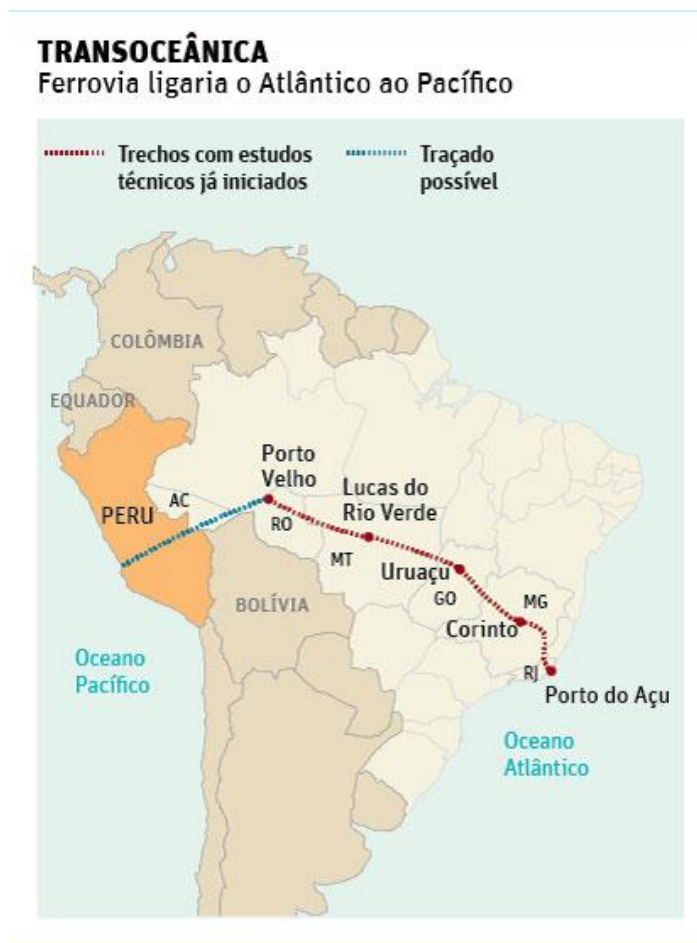 TRANSOCEÂNICA
Ferrovia ligaria o Atlântico ao Pacífico
Trechos com estudos
técnicos já iniciados
Traçado
possível
COLÔMBIA
EQUADOR
PERU
AC
Porto
Velho
RO
Lucas do
Rio Verde
MT
Uruaçu
GO
MG
Corinto
BOLÍVIA
RJ
Porto do Açu
Oceano
Pacífico
Oceano
Atlântico